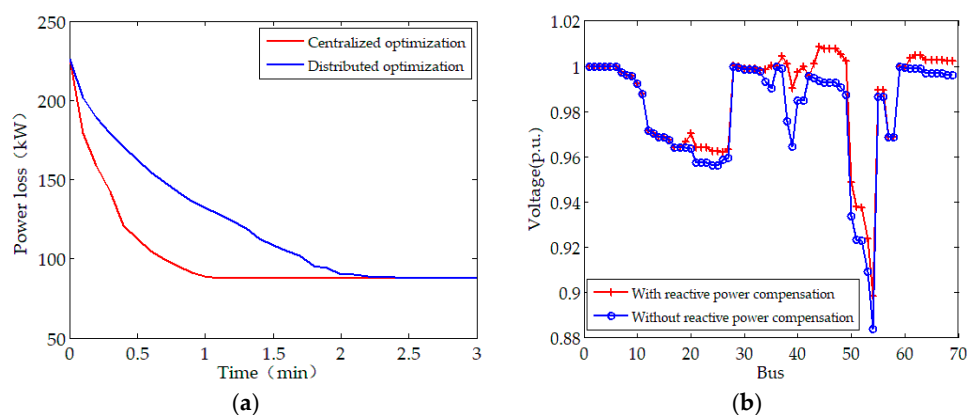 (a)
250
200
150
100
50
0
0.5
1
1.5
2
2.5
3
Power loss（kW）
Time（min）
Centralized optimization
Distributed optimization
(b)
1.02
1
0.98
0.96
0.94
0.92
0.9
0.88
0
10
20
30
40
50
60
70
Voltage(p.u.)
Bus
With reactive power compensation
Without reactive power compensation